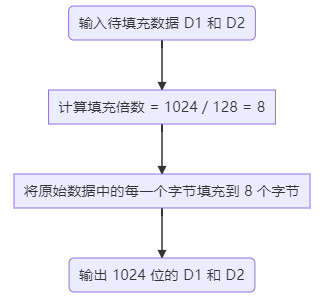 输入待填充数据 D1 和 D2
计算填充倍数 = 1024 / 128 = 8
将原始数据中的每一个字节填充到 8 个字节
输出 1024 位的 D1 和 D2